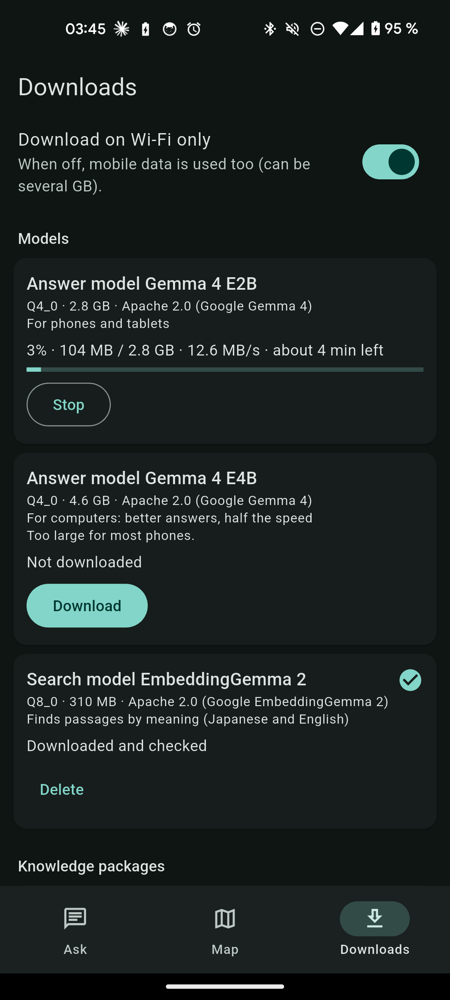 03:45
95 %
Downloads
Download on Wi-Fi only
When off, mobile data is used too (can be
several GB).
Models
Answer model Gemma 4 E2B
Q4_0 · 2.8 GB · Apache 2.0 (Google Gemma 4)
For phones and tablets
3% · 104 MB / 2.8 GB · 12.6 MB/s · about 4 min left
Stop
Answer model Gemma 4 E4B
Q4_0 · 4.6 GB · Apache 2.0 (Google Gemma 4)
For computers: better answers, half the speed
Too large for most phones.
Not downloaded
Download
Search model EmbeddingGemma 2
Q8_0 · 310 MB · Apache 2.0 (Google EmbeddingGemma 2)
Finds passages by meaning (Japanese and English)
Downloaded and checked
Delete
Knowledge packages
Ask
Map
Downloads